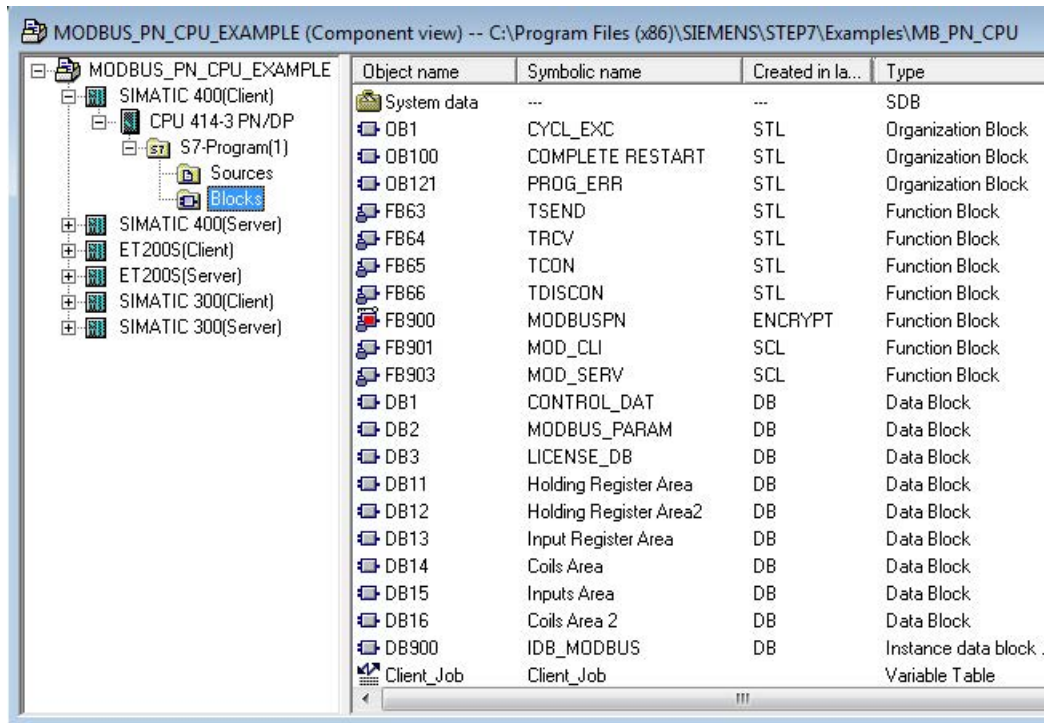 MODBUS_PN_CPU_EXAMPLE (Component view) -- C:\Program Files (x86)\SIEMENS\STEP7\Examples\MB_PN_CPU
MODBUS_PN_CPU_EXAMPLE
SIMATIC 400(Client)
CPU 414-3 PN/DP
S7-Program(1)
Sources
Blocks
SIMATIC 400(Server)
ET200S(Client)
ET200S(Server)
SIMATIC 300(Client)
SIMATIC 300(Server)
Object name Symbolic name Created in la... Type
System data --- --- SDB
OB1 CYCL_EXC STL Organization Block
OB100 COMPLETE RESTART STL Organization Block
OB121 PROG_ERR STL Organization Block
FB63 TSEND STL Function Block
FB64 TRCV STL Function Block
FB65 TCON STL Function Block
FB66 TDISCON STL Function Block
FB900 MODBUSPN ENCRYPT Function Block
FB901 MOD_CLI SCL Function Block
FB903 MOD_SERV SCL Function Block
DB1 CONTROL_DAT DB Data Block
DB2 MODBUS_PARAM DB Data Block
DB3 LICENSE_DB DB Data Block
DB11 Holding Register Area DB Data Block
DB12 Holding Register Area2 DB Data Block
DB13 Input Register Area DB Data Block
DB14 Coils Area DB Data Block
DB15 Inputs Area DB Data Block
DB16 Coils Area 2 DB Data Block
DB900 IDB_MODBUS DB Instance data block .
Client_Job Client_Job Variable Table